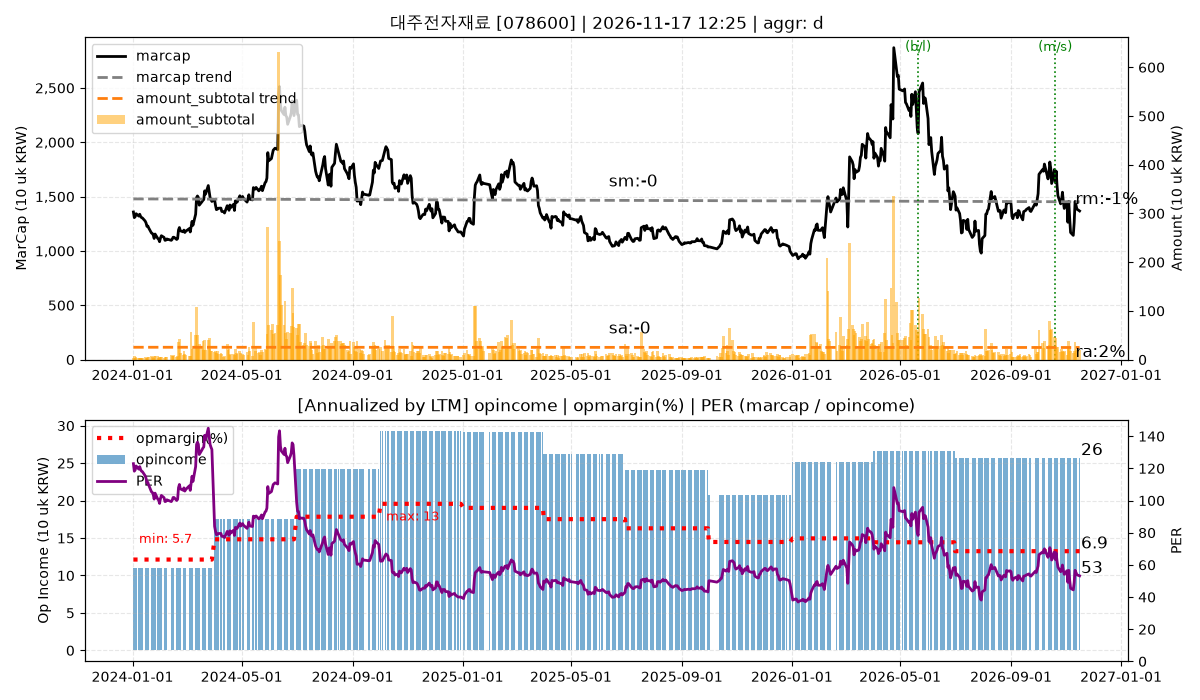 대주전자재료 [078600] | 2026-11-17 12:25 | aggr: d
marcap
marcap trend
amount_subtotal trend
amount_subtotal
(b/l)
(m/s)
sm:-0
rm:-1%
sa:-0
ra:2%
MarCap (10 uk KRW)
2,500
2,000
1,500
1,000
500
0
Amount (10 uk KRW)
600
500
400
300
200
100
0
2024-01-01 2024-05-01 2024-09-01 2025-01-01 2025-05-01 2025-09-01 2026-01-01 2026-05-01 2026-09-01 2027-01-01
[Annualized by LTM] opincome | opmargin(%) | PER (marcap / opincome)
opmargin(%)
opincome
PER
min: 5.7
max: 13
26
6.9
53
Op Income (10 uk KRW)
30
25
20
15
10
5
0
PER
140
120
100
80
60
40
20
0
2024-01-01 2024-05-01 2024-09-01 2025-01-01 2025-05-01 2025-09-01 2026-01-01 2026-05-01 2026-09-01 2027-01-01